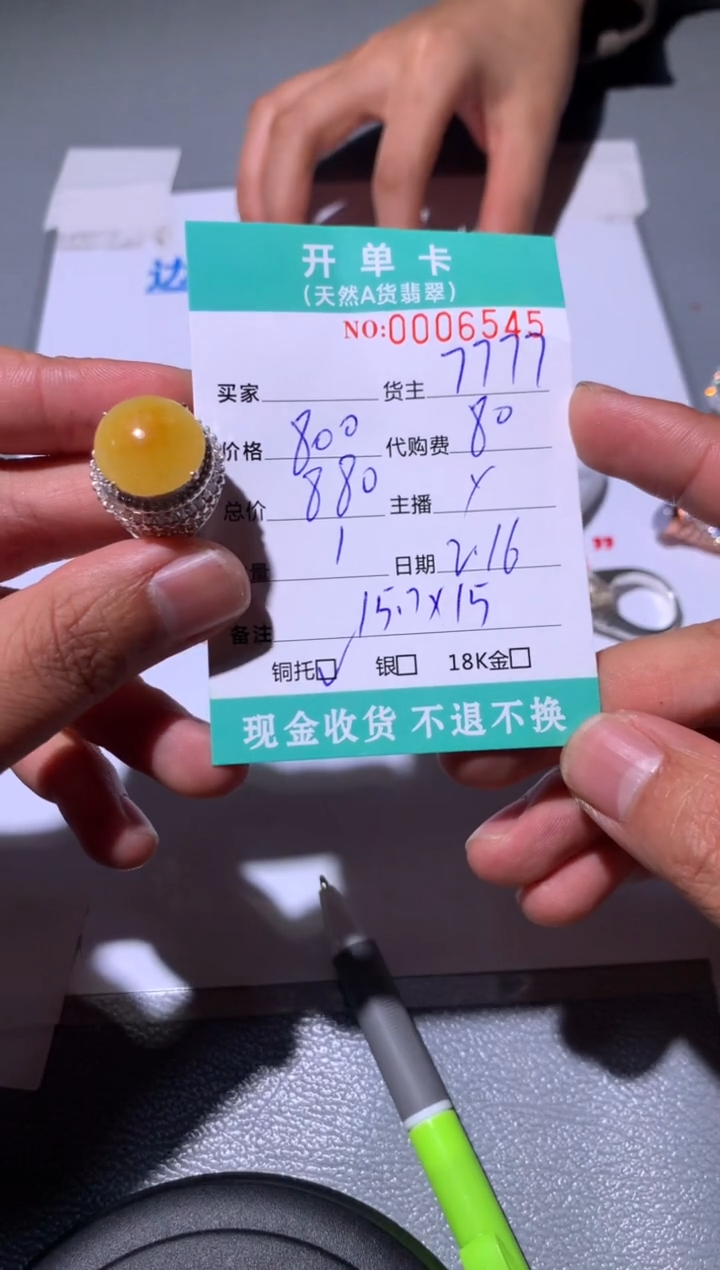 达
开单卡
（天然A货翡翠）
NO:0006545
买家 货主 7777
价格 800 代购费 80
总价 880 主播 x
量 1 日期 2.16
备注 15.7x15
铜托☑ 银□ 18K金□
现金收货 不退不换
"